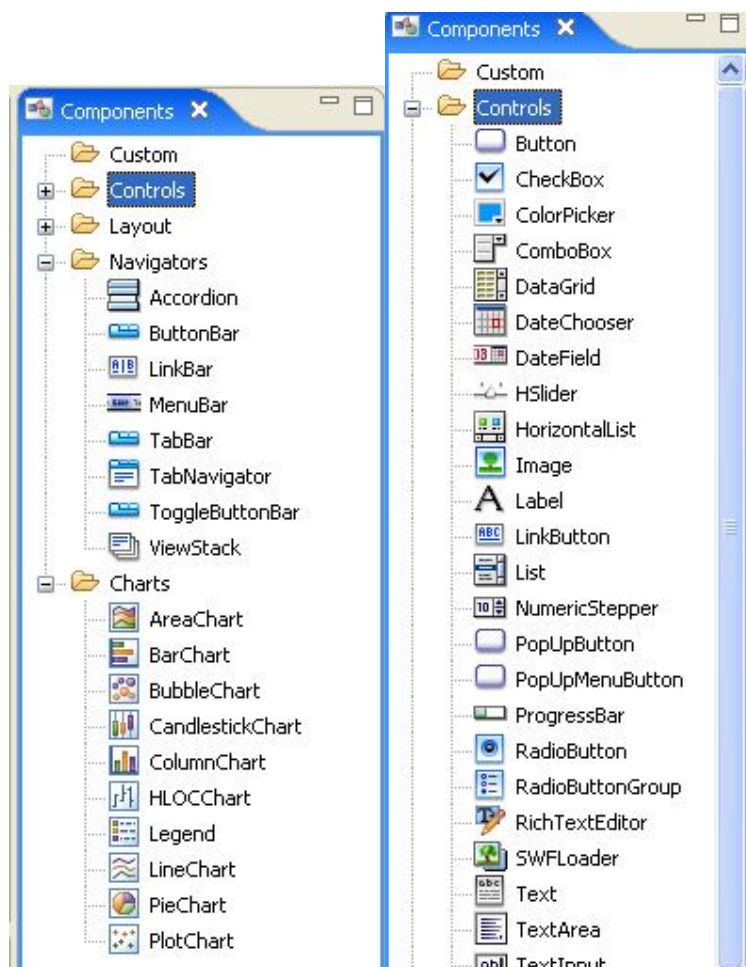 Components
Custom
Controls
Layout
Navigators
Accordion
ButtonBar
LinkBar
MenuBar
TabBar
TabNavigator
ToggleButtonBar
ViewStack
Charts
AreaChart
BarChart
BubbleChart
CandlestickChart
ColumnChart
HLOCChart
Legend
LineChart
PieChart
PlotChart
Components
Custom
Controls
Button
CheckBox
ColorPicker
ComboBox
DataGrid
DateChooser
DateField
HSlider
HorizontalList
Image
Label
LinkButton
List
NumericStepper
PopUpButton
PopUpMenuButton
ProgressBar
RadioButton
RadioButtonGroup
RichTextEditor
SWFLoader
Text
TextArea
TextInput